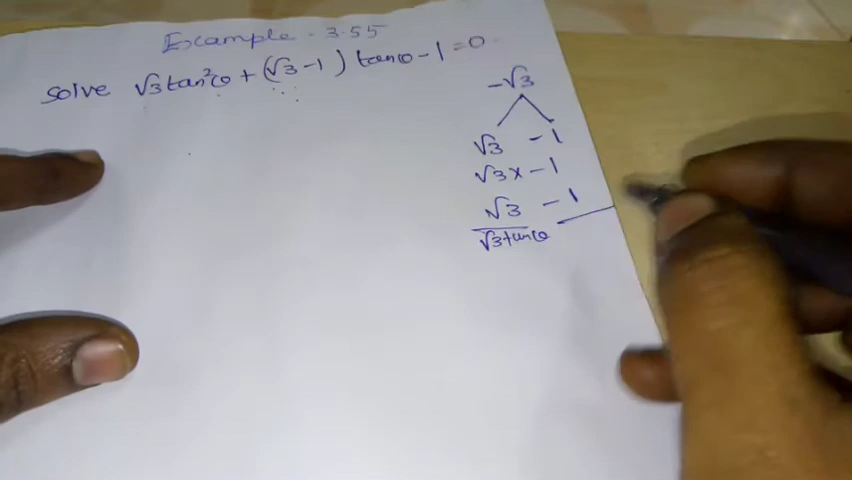 Example - 3.55
Solve √3tan²θ + (√3 -1) tanθ - 1 = 0
-√3
√3 -1
√3 x -1
√3 -1
√3tanθ